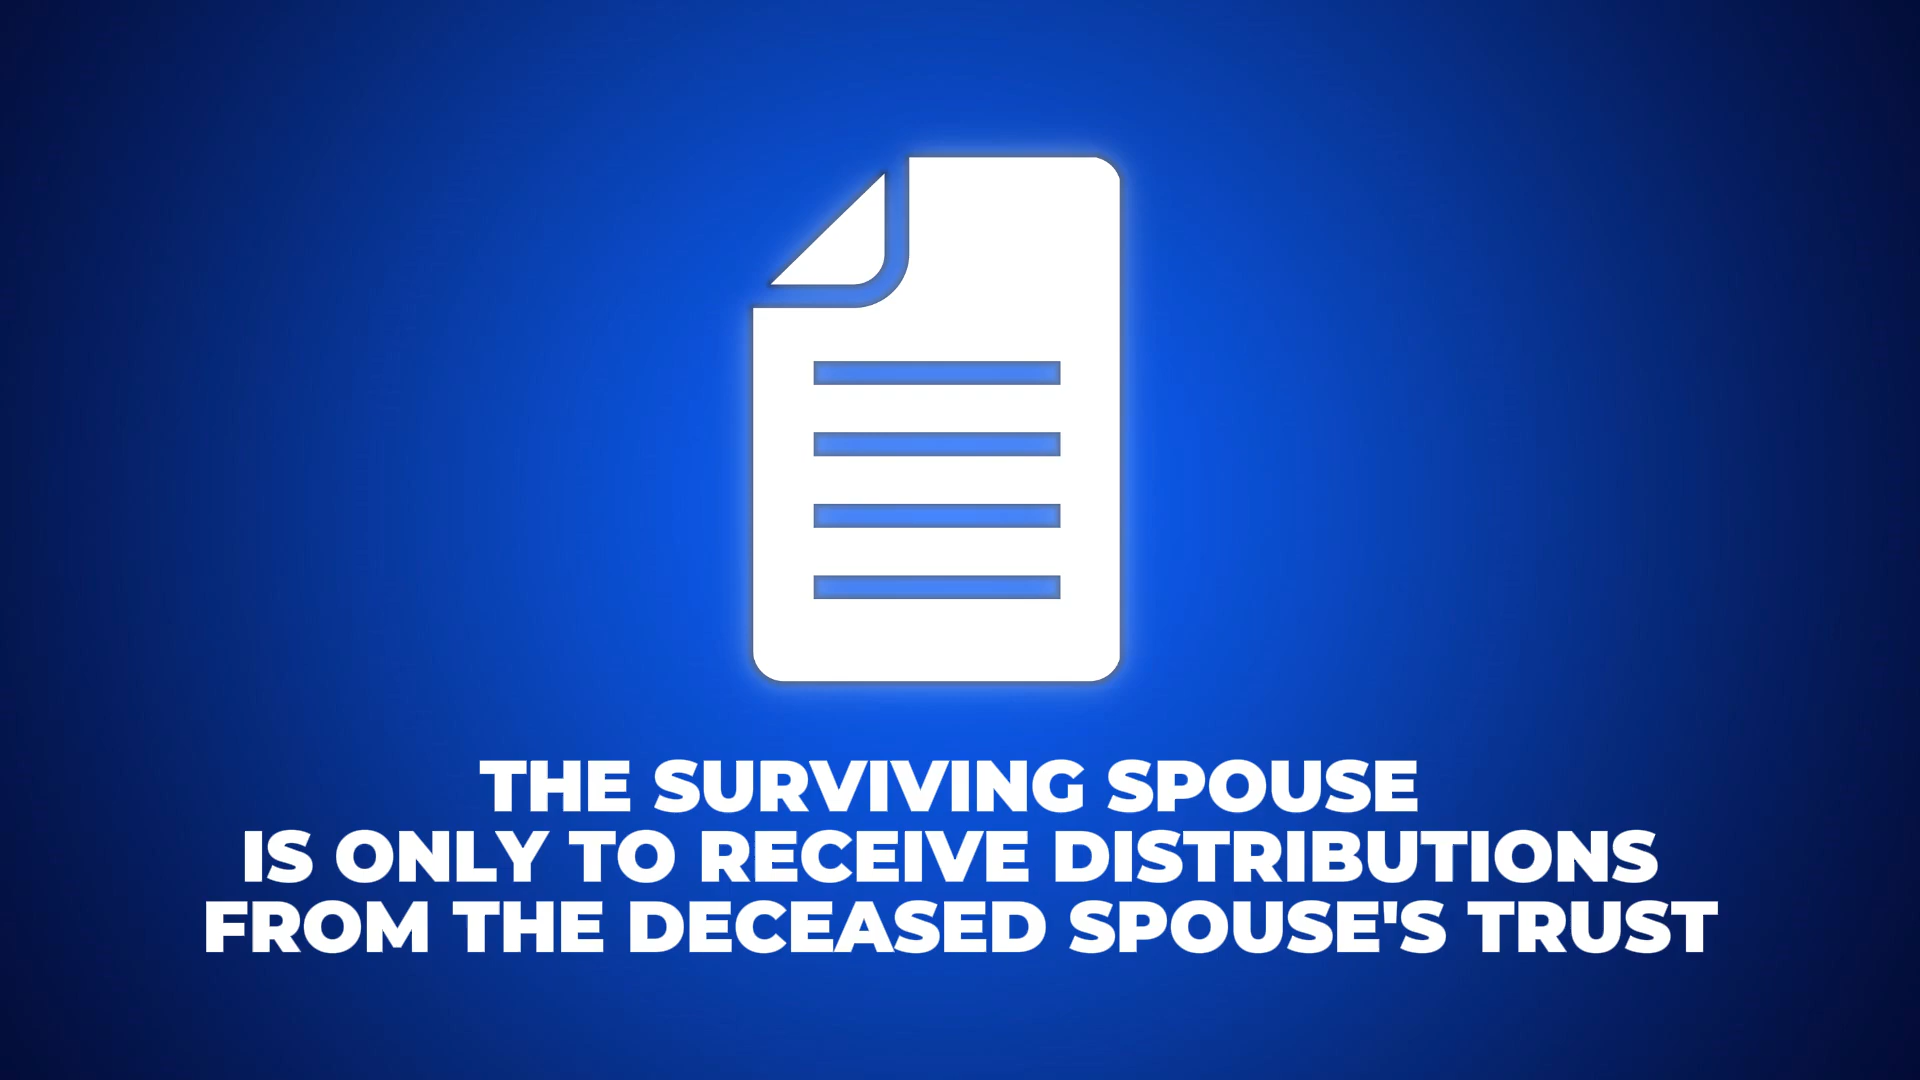 THE SURVIVING SPOUSE
IS ONLY TO RECEIVE DISTRIBUTIONS
FROM THE DECEASED SPOUSE'S TRUST